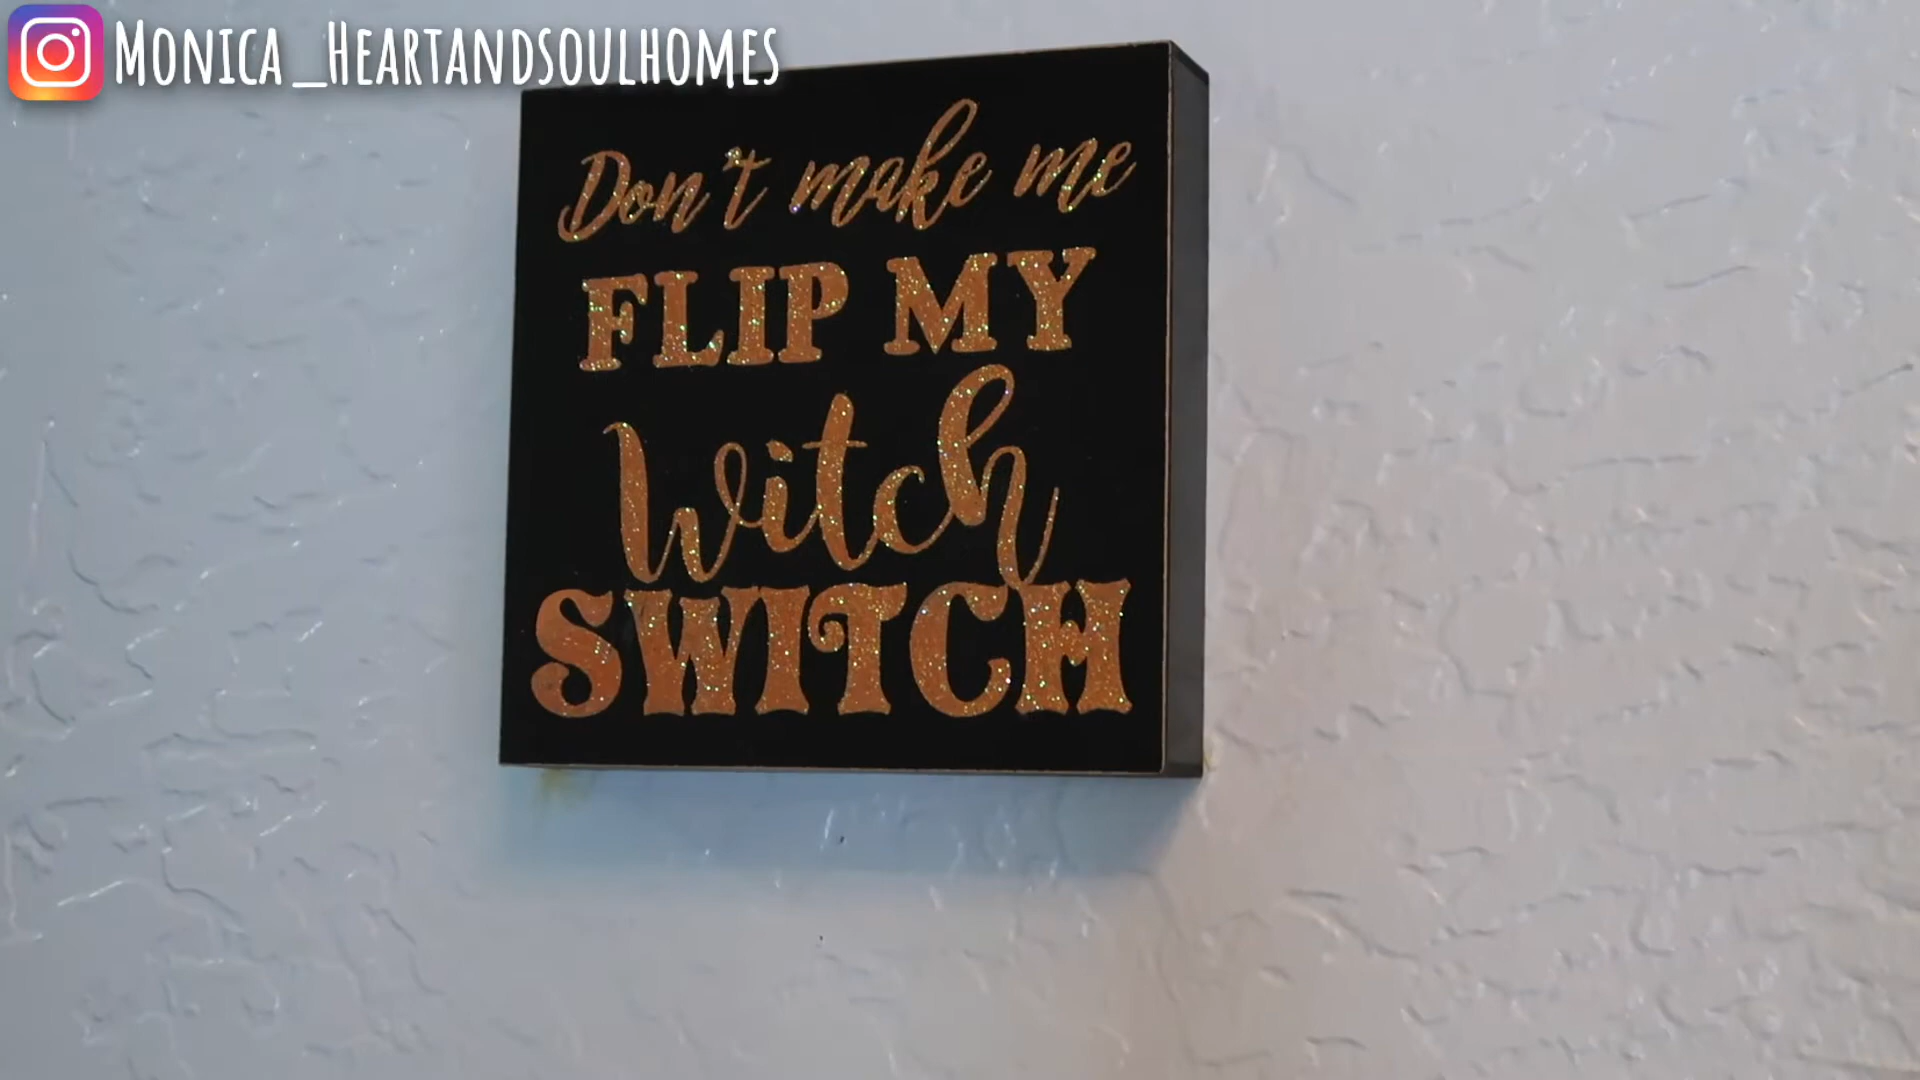 Monica_Heartandsoulhomes
Don't make me
FLIP MY
Witch
SWITCH